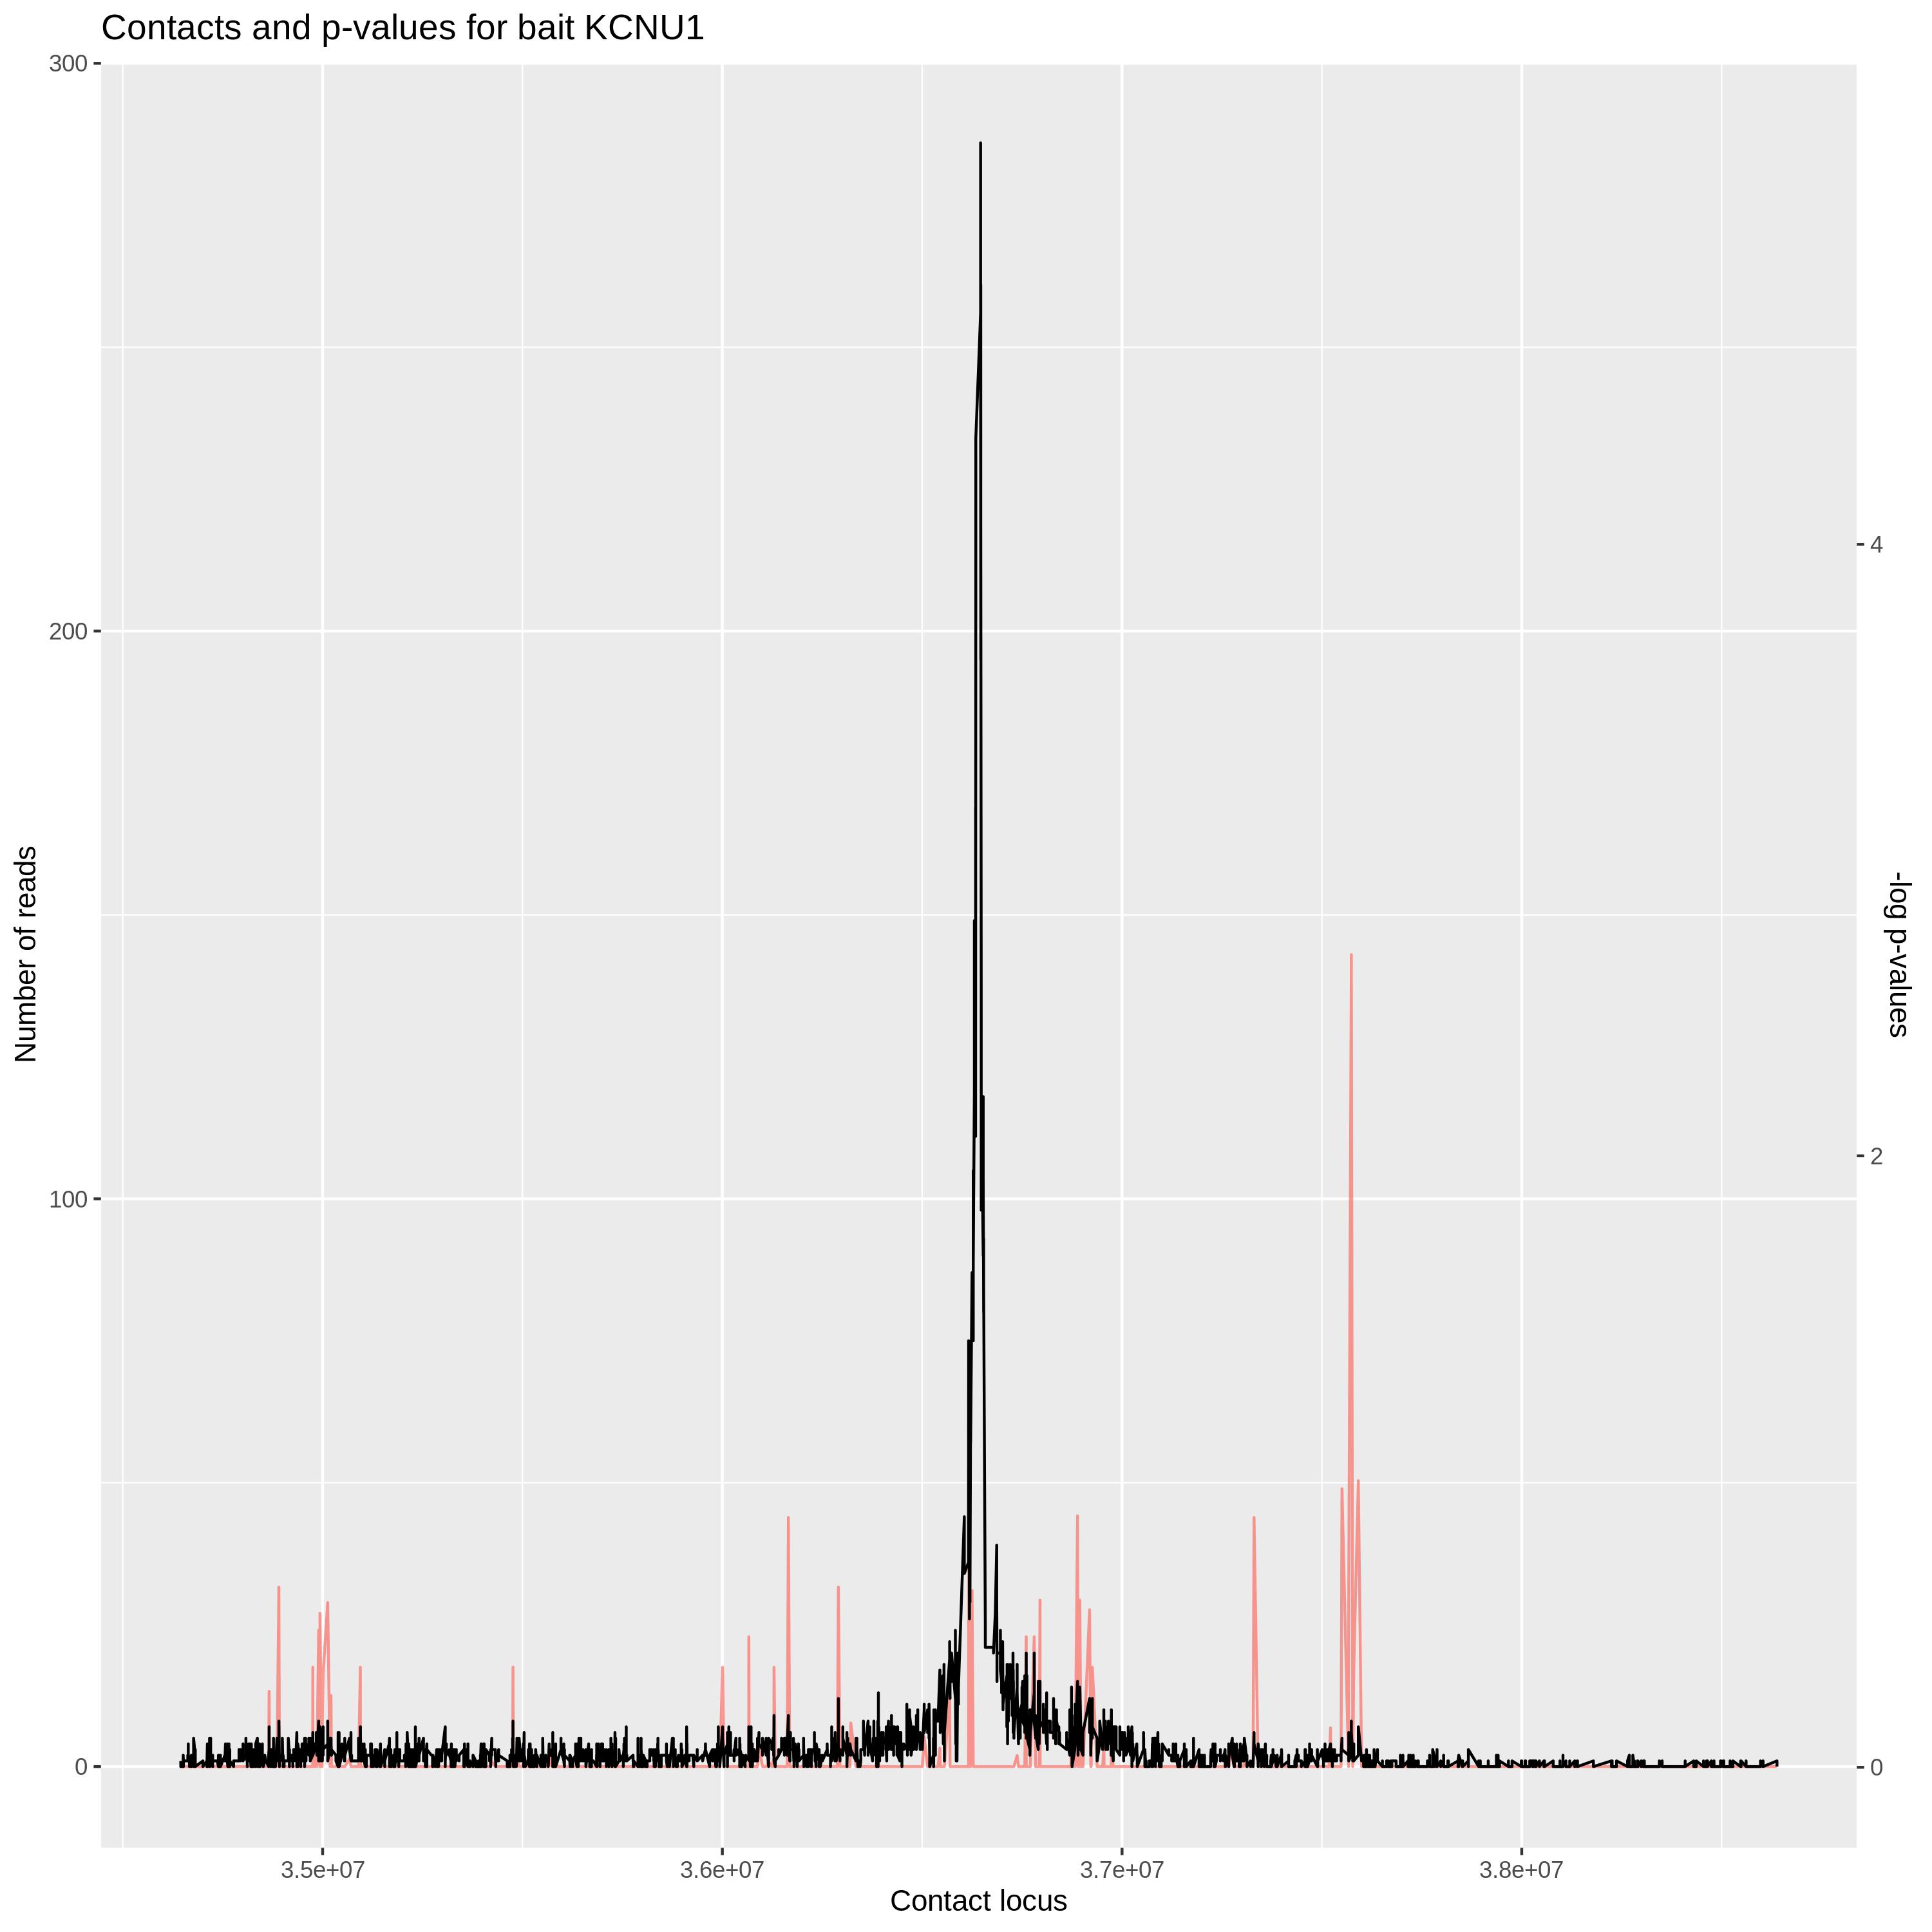 Contacts and p-values for bait KCNU1
300
200
100
0
Number of reads
4
2
0
-log p-values
3.5e+07
3.6e+07
3.7e+07
3.8e+07
Contact locus